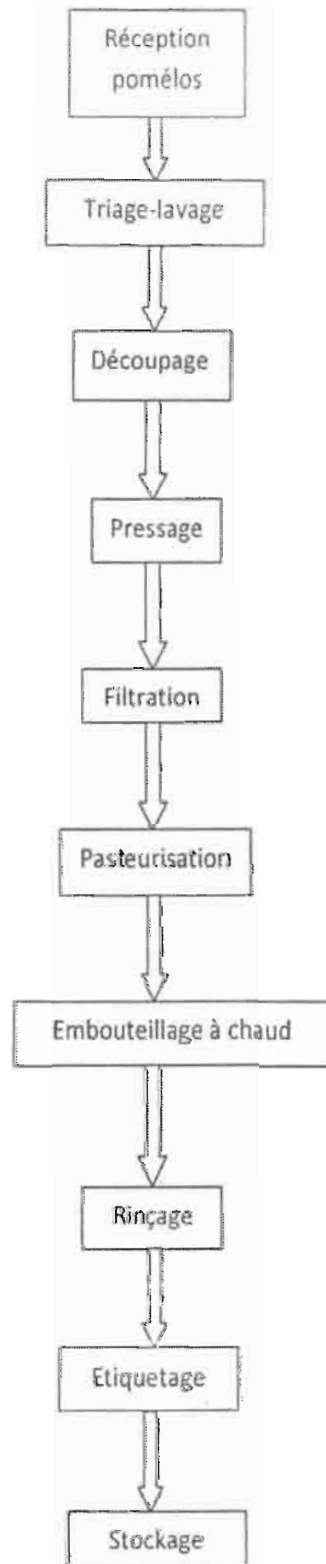 Réception
pomélos
Triage-lavage
Découpage
Pressage
Filtration
Pasteurisation
Embouteillage à chaud
Rinçage
Etiquetage
Stockage